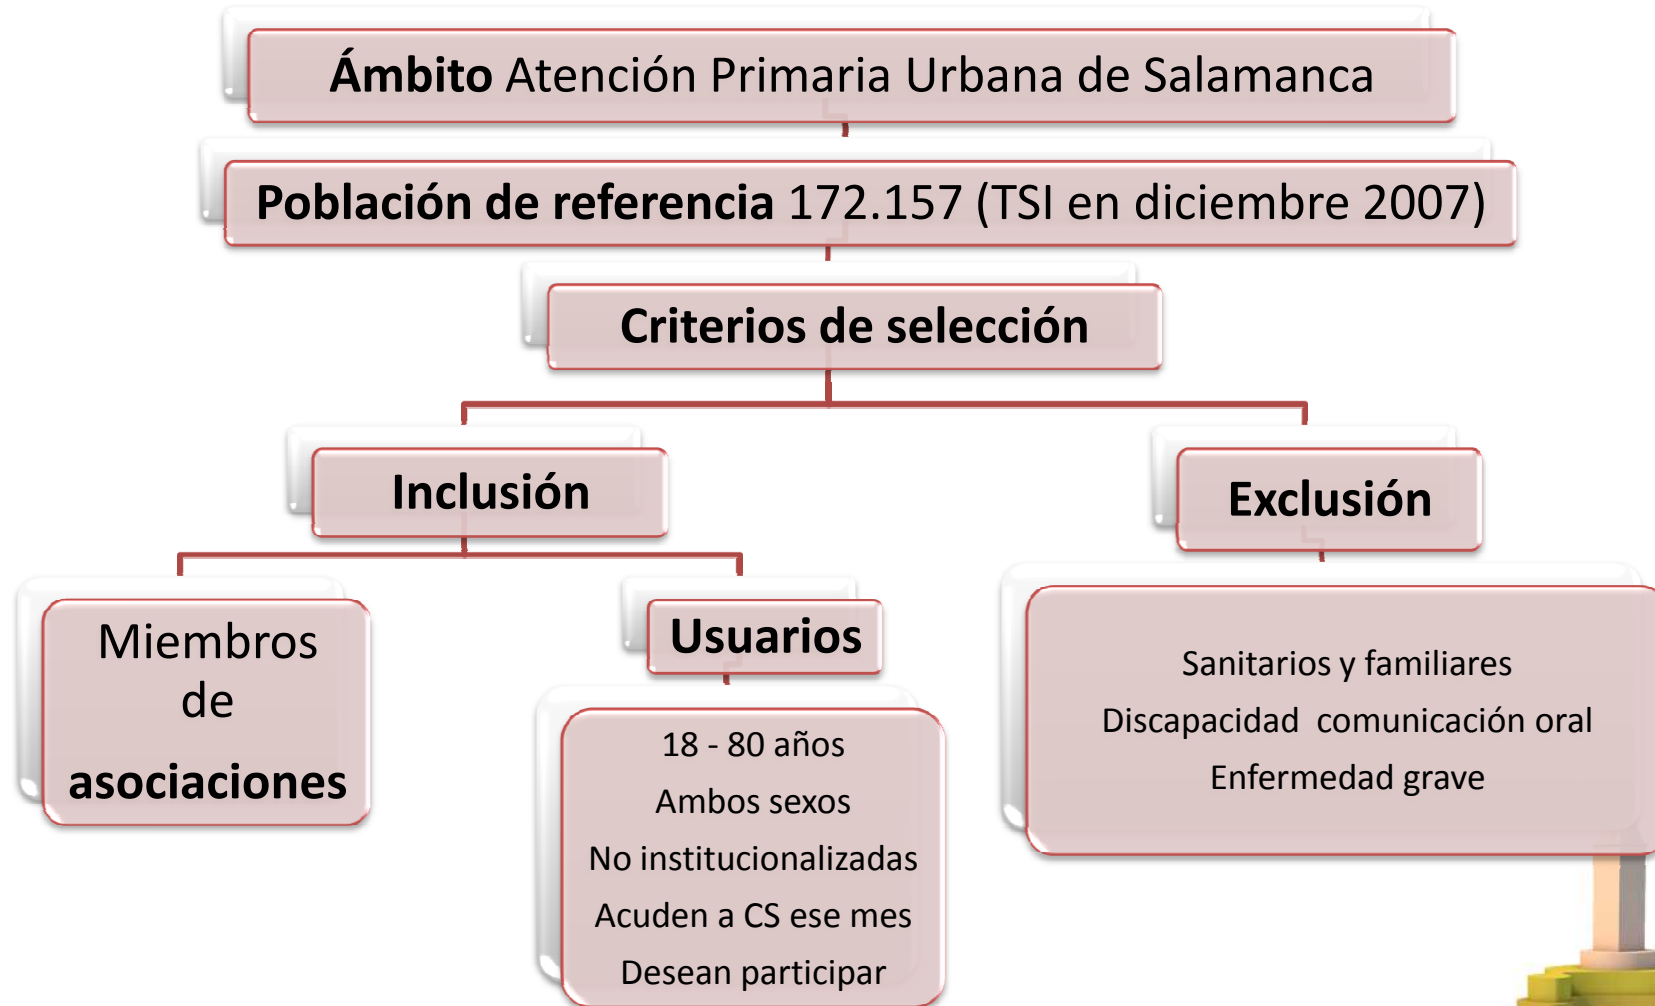 Ámbito Atención Primaria Urbana de Salamanca
Población de referencia 172.157 (TSI en diciembre 2007)
Criterios de selección
Inclusión
Exclusión
Miembros
de
asociaciones
Usuarios
18 - 80 años
Ambos sexos
No institucionalizadas
Acuden a CS ese mes
Desean participar
Sanitarios y familiares
Discapacidad comunicación oral
Enfermedad grave